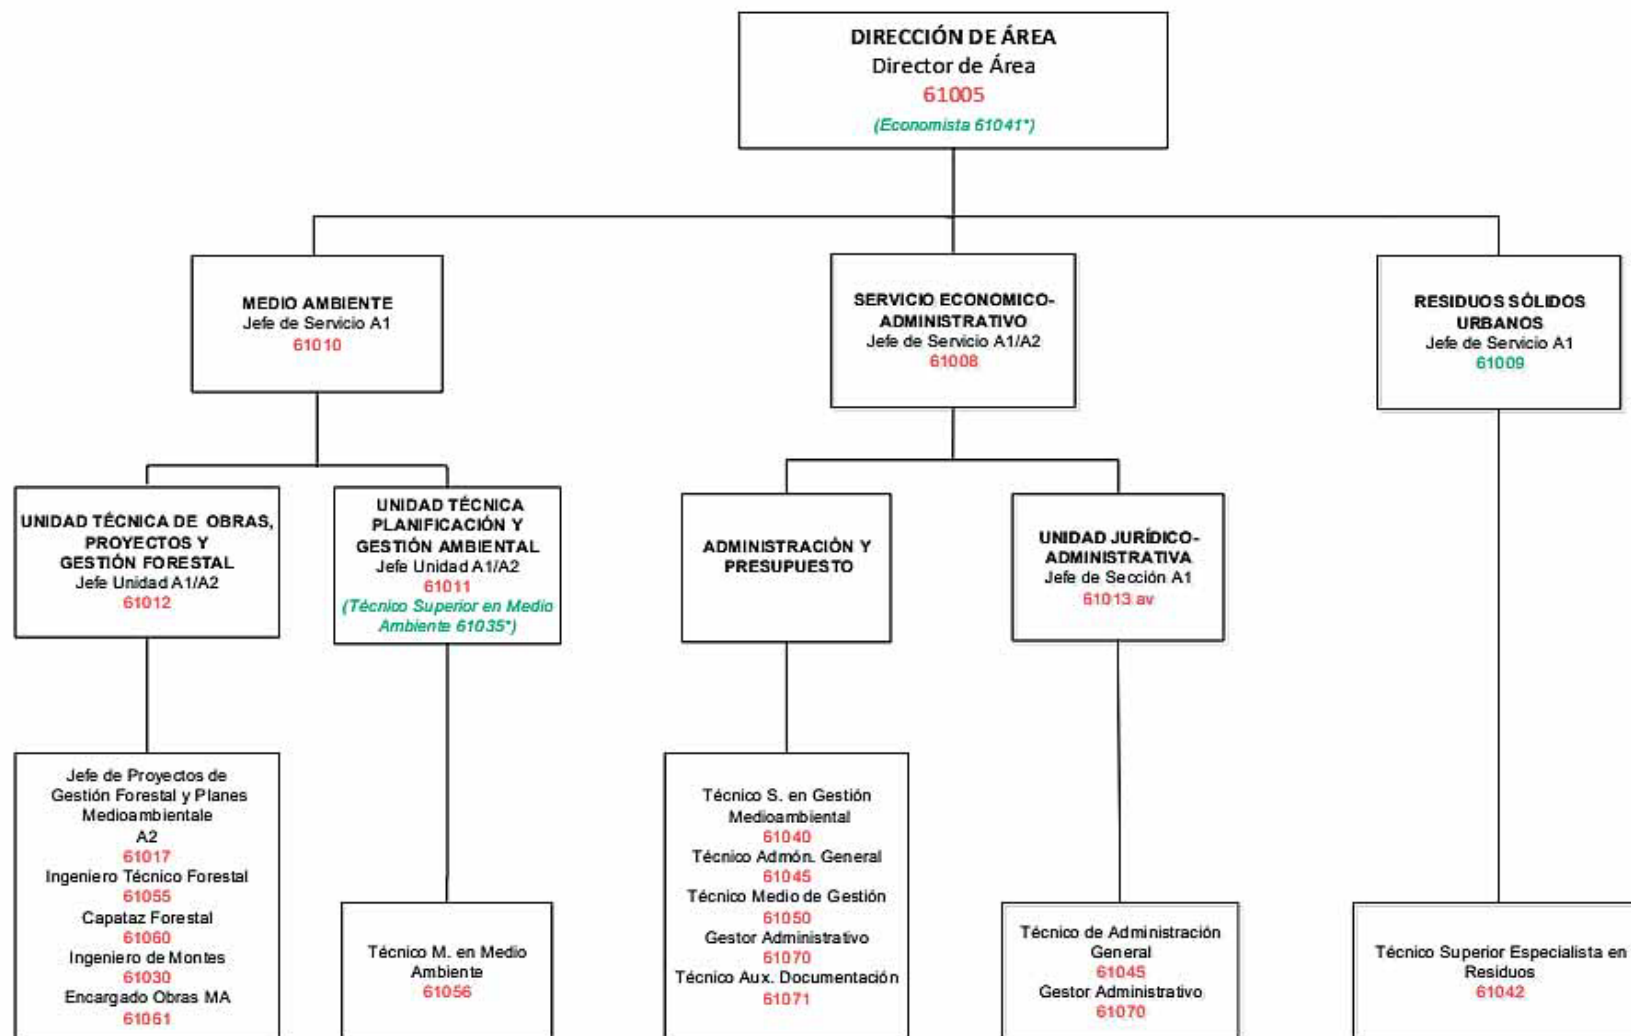 DIRECCIÓN DE ÁREA
Director de Área
61005
(Economista 61041*)
MEDIO AMBIENTE
Jefe de Servicio A1
61010
SERVICIO ECONOMICO-
ADMINISTRATIVO
Jefe de Servicio A1/A2
61008
RESIDUOS SÓLIDOS
URBANOS
Jefe de Servicio A1
61009
UNIDAD TÉCNICA DE OBRAS,
PROYECTOS Y
GESTIÓN FORESTAL
Jefe Unidad A1/A2
61012
UNIDAD TÉCNICA
PLANIFICACIÓN Y
GESTIÓN AMBIENTAL
Jefe Unidad A1/A2
61011
(Técnico Superior en Medio
Ambiente 61035*)
ADMINISTRACIÓN Y
PRESUPUESTO
UNIDAD JURÍDICO-
ADMINISTRATIVA
Jefe de Sección A1
61013 av
Jefe de Proyectos de
Gestión Forestal y Planes
Medioambientale
A2
61017
Ingeniero Técnico Forestal
61055
Capataz Forestal
61060
Ingeniero de Montes
61030
Encargado Obras MA
61061
Técnico M. en Medio
Ambiente
61056
Técnico S. en Gestión
Medioambiental
61040
Técnico Admón. General
61045
Técnico Medio de Gestión
61050
Gestor Administrativo
61070
Técnico Aux. Documentación
61071
Técnico de Administración
General
61045
Gestor Administrativo
61070
Técnico Superior Especialista en
Residuos
61042